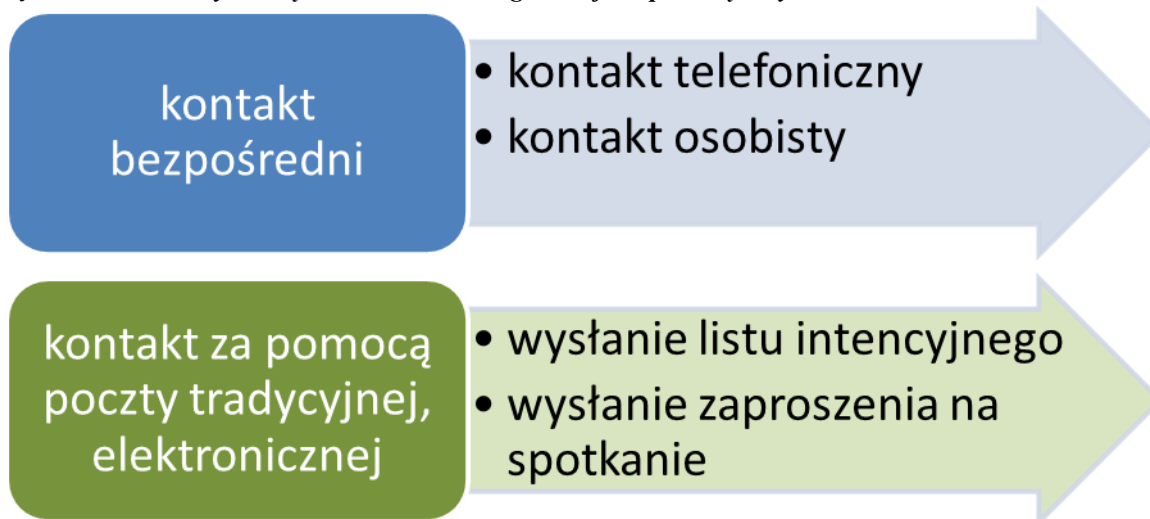 kontakt
bezpośredni
• kontakt telefoniczny
• kontakt osobisty
kontakt za pomocą
poczty tradycyjnej,
elektronicznej
• wysłanie listu intencyjnego
• wysłanie zaproszenia na
spotkanie